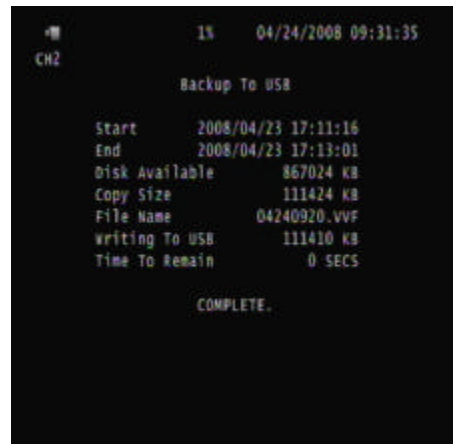 1% 04/24/2008 09:31:35
CH2
Backup To USB
Start 2008/04/23 17:11:16
End 2008/04/23 17:13:01
Disk Available 867024 KB
Copy Size 111424 KB
File Name 04240920.VVF
Writing To USB 111410 KB
Time To Remain 0 SECS
COMPLETE.